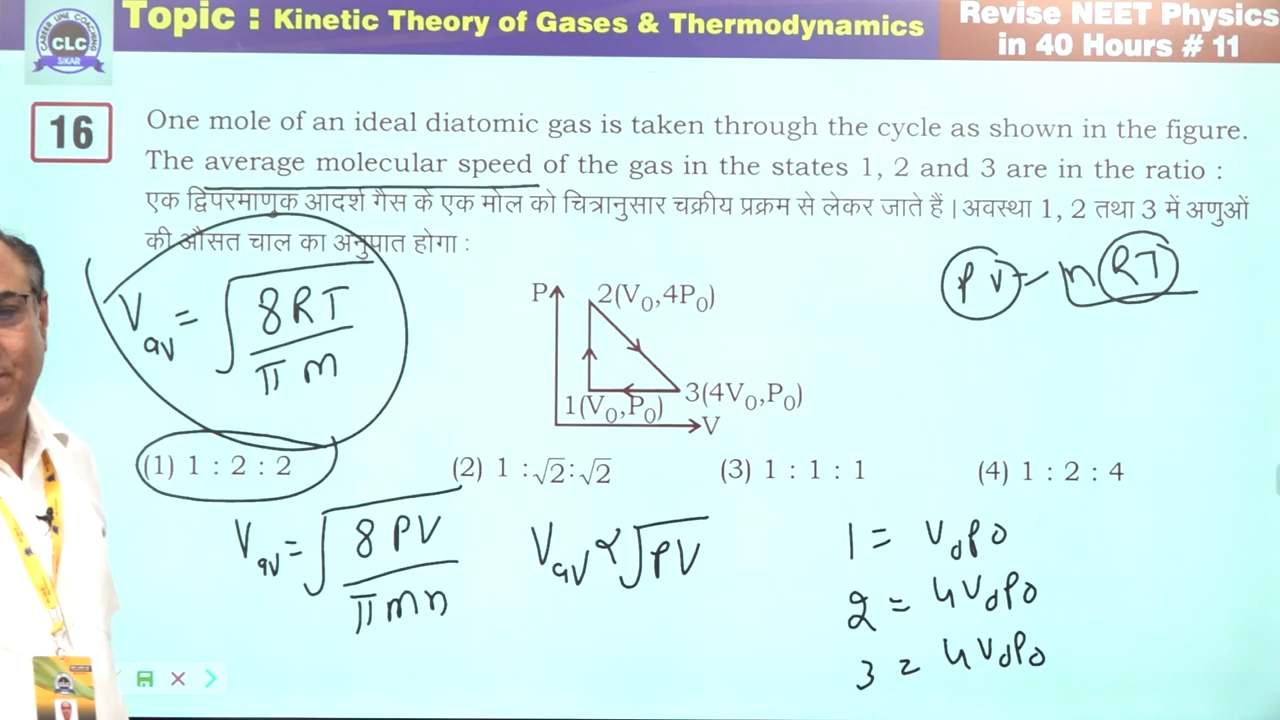 Topic : Kinetic Theory of Gases & Thermodynamics
Revise NEET Physics
in 40 Hours # 11
CAREER LINE COACHING
CLC
SIKAR
16
One mole of an ideal diatomic gas is taken through the cycle as shown in the figure.
The average molecular speed of the gas in the states 1, 2 and 3 are in the ratio :
एक द्विपरमाणुक आदर्श गैस के एक मोल को चित्रानुसार चक्रीय प्रक्रम से लेकर जाते हैं। अवस्था 1, 2 तथा 3 में अणुओं
की औसत चाल का अनुपात होगा :
PV = nRT
V_av = √(8RT / πm)
P
2(V₀,4P₀)
3(4V₀,P₀)
1(V₀,P₀)
V
(1) 1 : 2 : 2
(2) 1 : √2 : √2
(3) 1 : 1 : 1
(4) 1 : 2 : 4
V_av = √(8PV / πmn)
V_av ∝ √PV
1 = V₀P₀
2 = 4V₀P₀
3 = 4V₀P₀